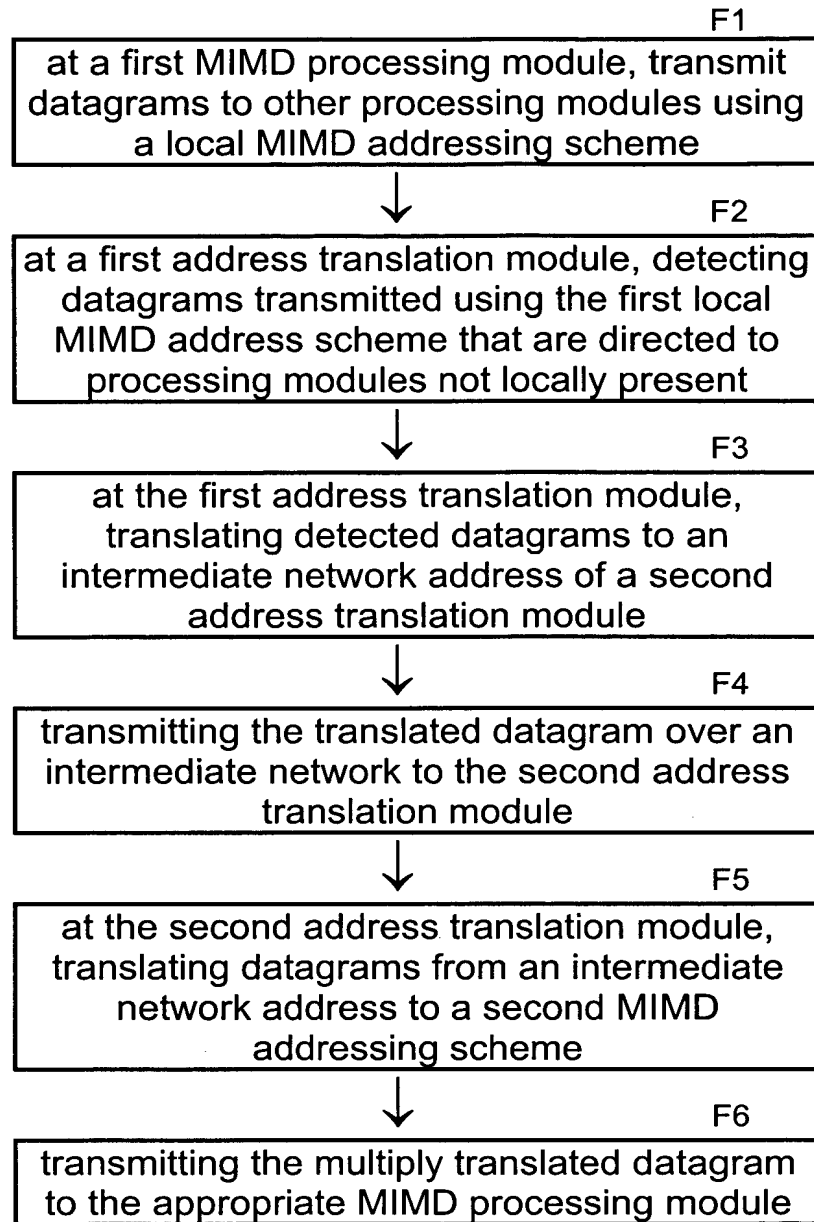 F1
at a first MIMD processing module, transmit
datagrams to other processing modules using
a local MIMD addressing scheme
F2
at a first address translation module, detecting
datagrams transmitted using the first local
MIMD address scheme that are directed to
processing modules not locally present
F3
at the first address translation module,
translating detected datagrams to an
intermediate network address of a second
address translation module
F4
transmitting the translated datagram over an
intermediate network to the second address
translation module
F5
at the second address translation module,
translating datagrams from an intermediate
network address to a second MIMD
addressing scheme
F6
transmitting the multiply translated datagram
to the appropriate MIMD processing module